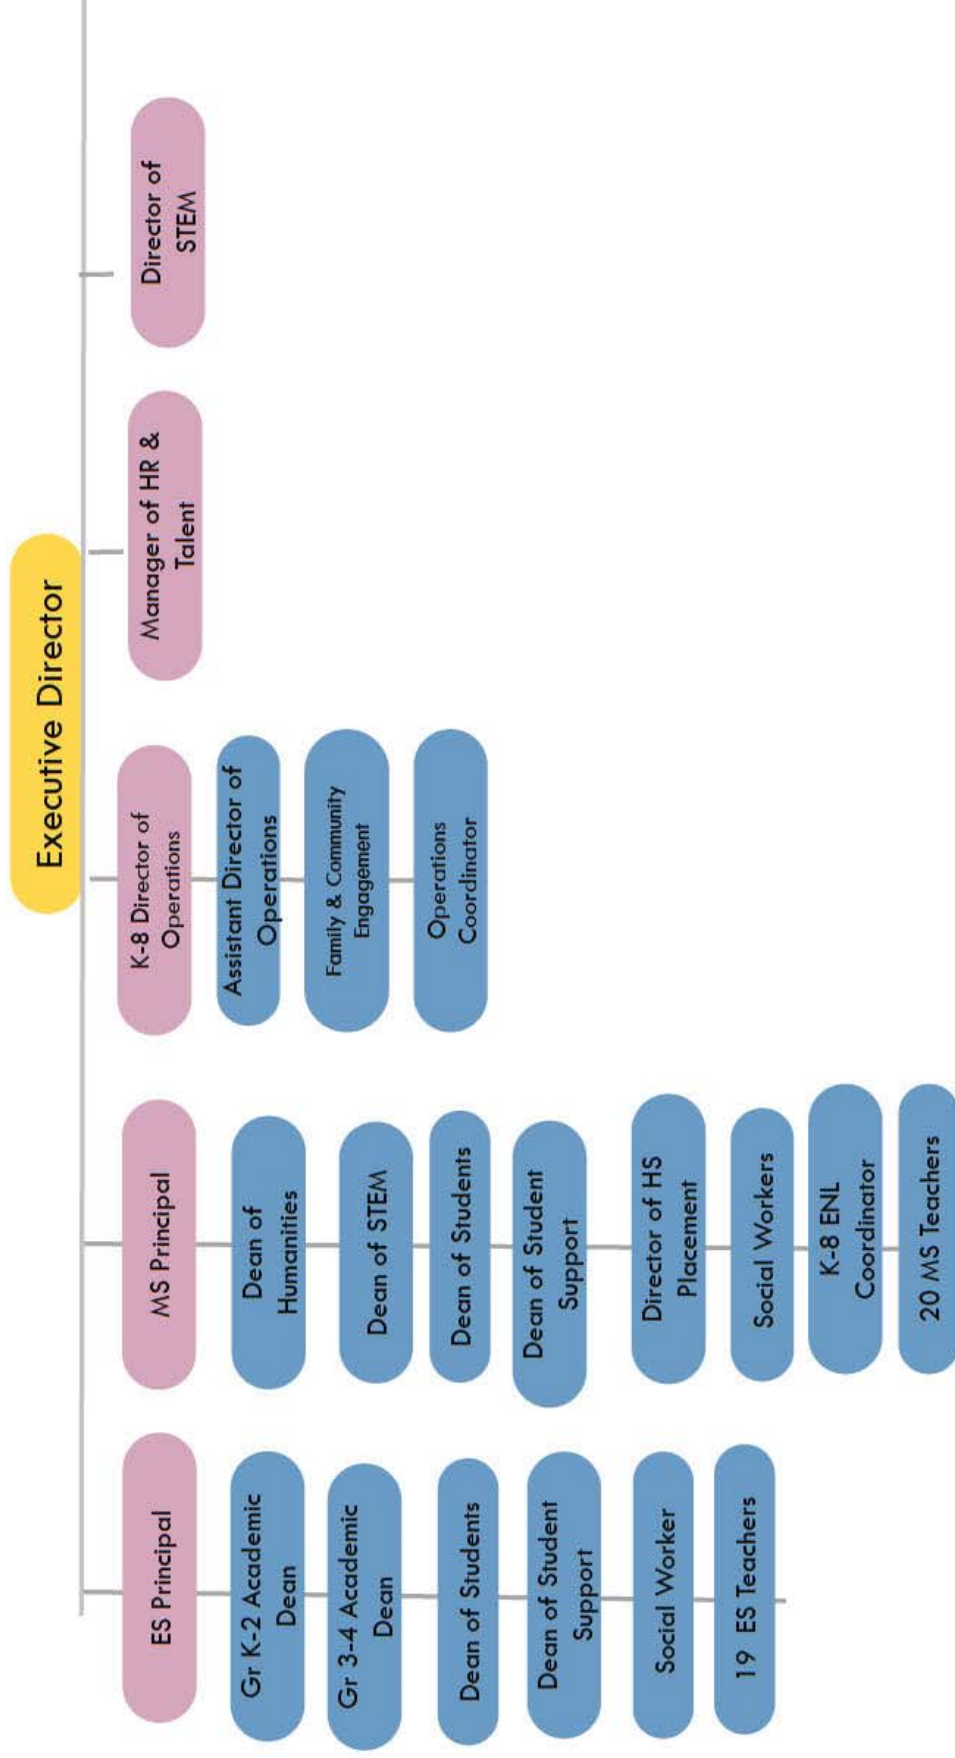 Executive Director
ES Principal
Gr K-2 Academic
Dean
Gr 3-4 Academic
Dean
Dean of Students
Dean of Student
Support
Social Worker
19 ES Teachers
MS Principal
Dean of
Humanities
Dean of STEM
Dean of Students
Dean of Student
Support
Director of HS
Placement
Social Workers
K-8 ENL
Coordinator
20 MS Teachers
K-8 Director of
Operations
Assistant Director of
Operations
Family & Community
Engagement
Operations
Coordinator
Manager of HR &
Talent
Director of
STEM